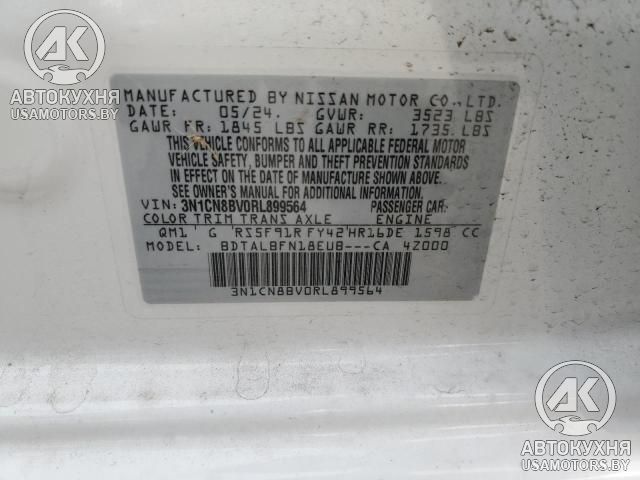 АВТОКУХНЯ
USAMOTORS.BY
АВТОКУХНЯ
USAMOTORS.BY
MANUFACTURED BY NISSAN MOTOR CO.,LTD.
DATE: 05/24. GVWR: 3523 LBS
GAWR FR: 1845 LBS GAWR RR: 1735 LBS
THIS VEHICLE CONFORMS TO ALL APPLICABLE FEDERAL MOTOR
VEHICLE SAFETY, BUMPER AND THEFT PREVENTION STANDARDS
IN EFFECT ON THE DATE OF MANUFACTURE SHOWN ABOVE.
SEE OWNER'S MANUAL FOR ADDITIONAL INFORMATION.
VIN: 3N1CN8BV0RL899564 PASSENGER CAR
COLOR TRIM TRANS AXLE ENGINE
QM1 G RS5F91R FY42 HR16DE 1598 CC
MODEL: BDTALBFN18EUB---CA 4Z000
3N1CN8BV0RL899564
AK
АВТОКУХНЯ
USAMOTORS.BY